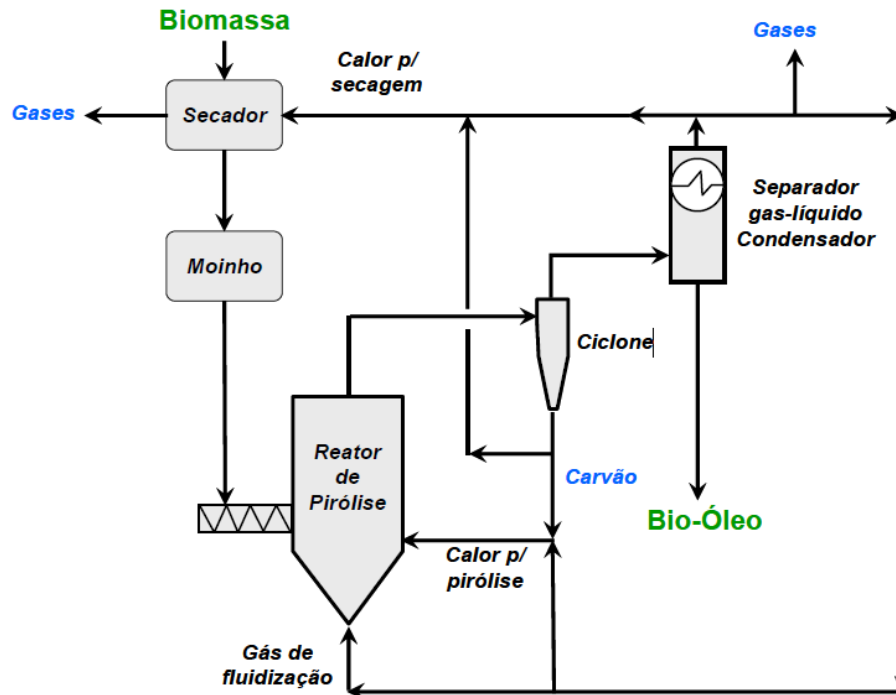 Biomassa
Gases
Calor p/
secagem
Gases
Secador
Separador
gas-líquido
Condensador
Moinho
Ciclone
Reator
de
Pirólise
Carvão
Bio-Óleo
Calor p/
pirólise
Gás de
fluidização